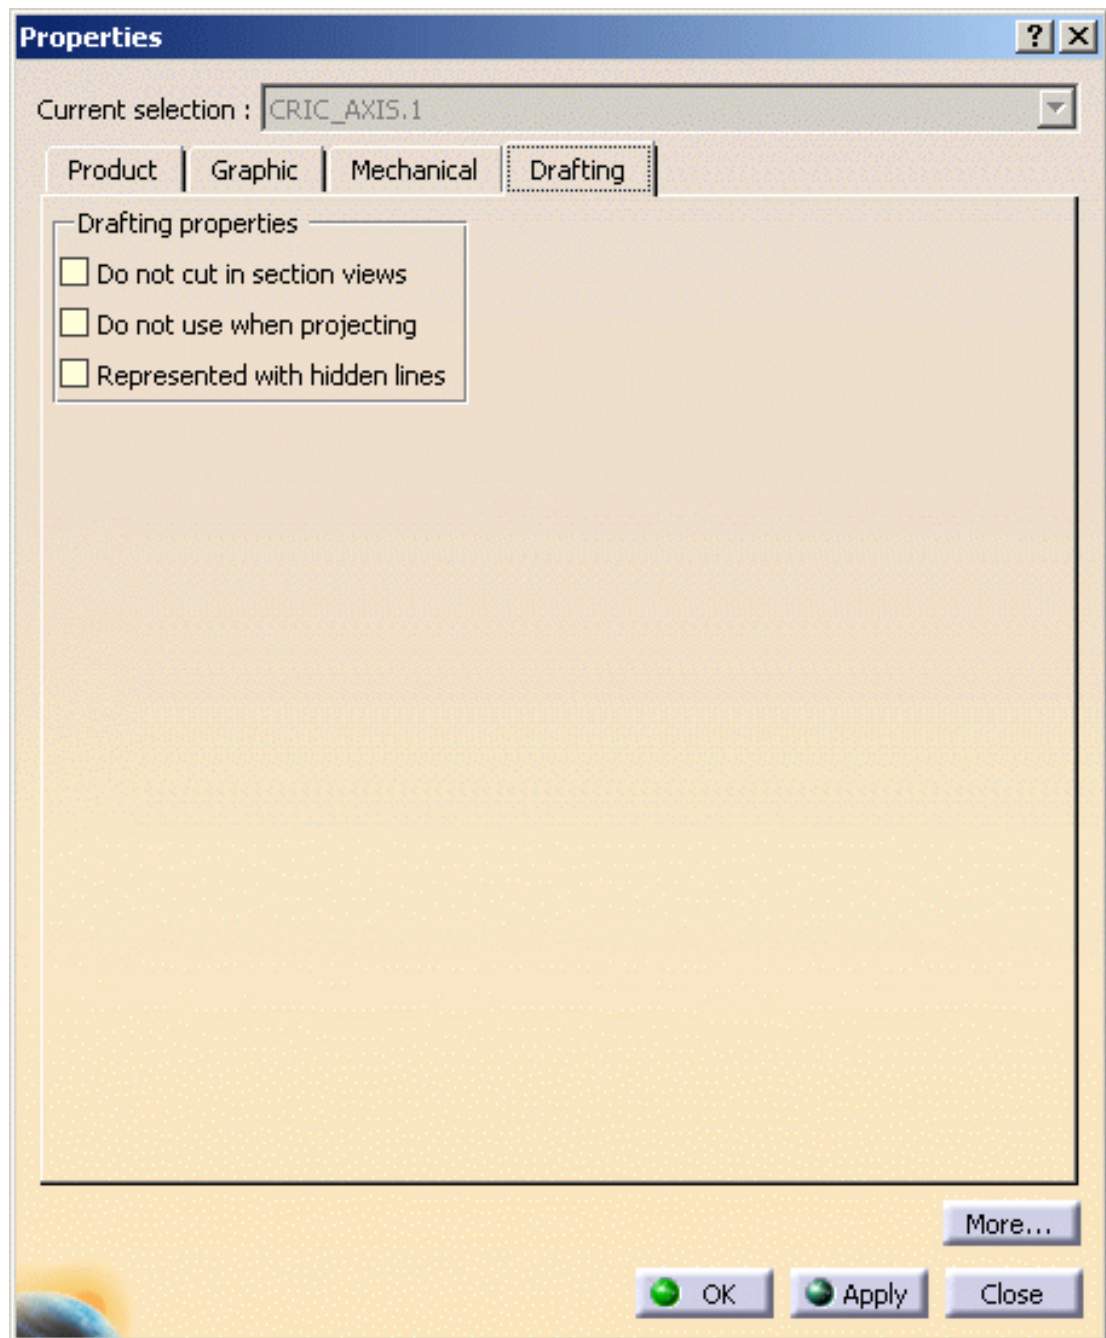 Properties
?
Current selection : CRIC_AXIS.1
Product Graphic Mechanical Drafting
Drafting properties
Do not cut in section views
Do not use when projecting
Represented with hidden lines
More...
OK Apply Close